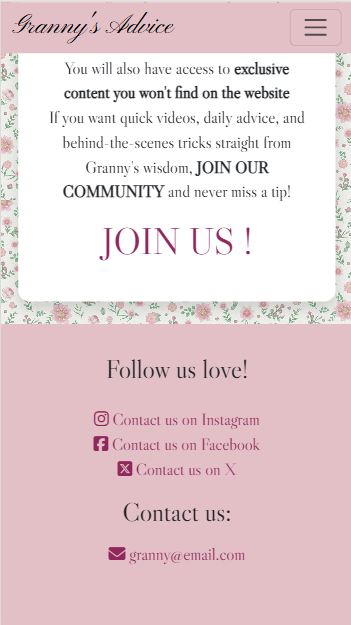 Granny's Advice
You will also have access to exclusive
content you won't find on the website
If you want quick videos, daily advice, and
behind-the-scenes tricks straight from
Granny's wisdom, JOIN OUR
COMMUNITY and never miss a tip!
JOIN US !
Follow us love!
Contact us on Instagram
Contact us on Facebook
Contact us on X
Contact us:
granny@email.com